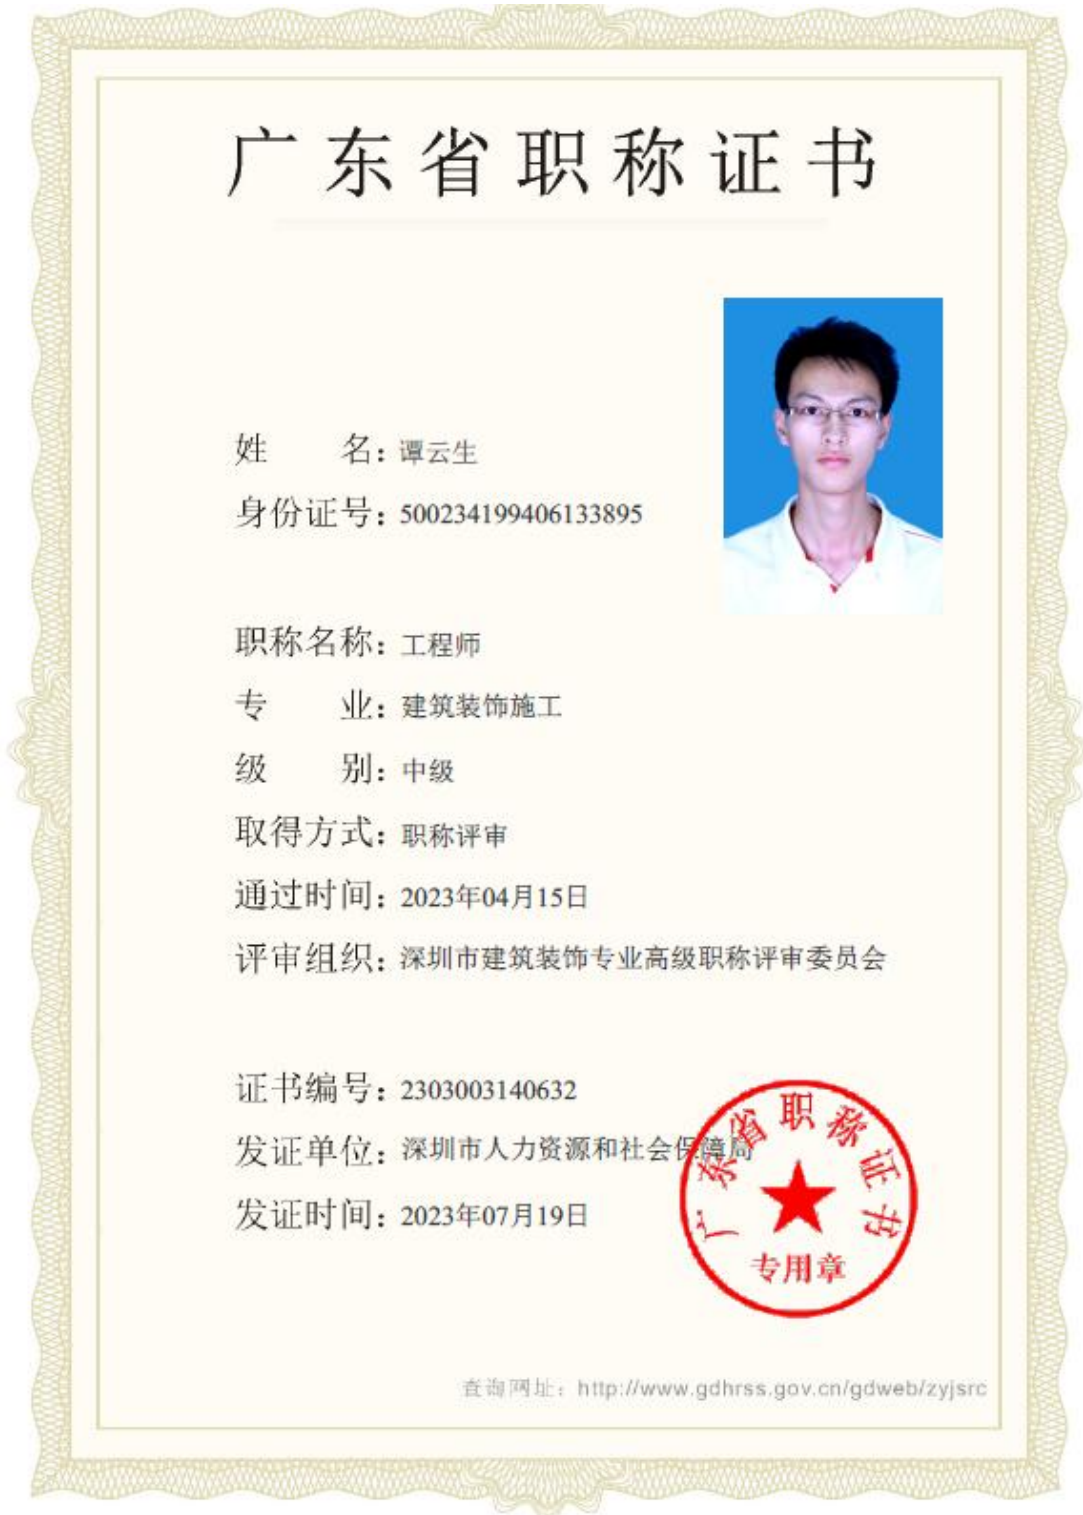 广东省职称证书
姓名：谭云生
身份证号：500234199406133895
职称名称：工程师
专业：建筑装饰施工
级别：中级
取得方式：职称评审
通过时间：2023年04月15日
评审组织：深圳市建筑装饰专业高级职称评审委员会
证书编号：2303003140632
发证单位：深圳市人力资源和社会保障局
发证时间：2023年07月19日
广东省职称证书
专用章
查询网址：http://www.gdhrss.gov.cn/gdweb/zyjsrc